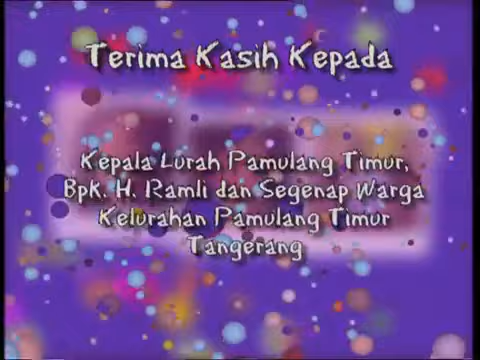 Terima Kasih Kepada
Kepala Lurah Pamulang Timur,
Bpk. H. Ramli dan Segenap Warga
Kelurahan Pamulang Timur
Tangerang